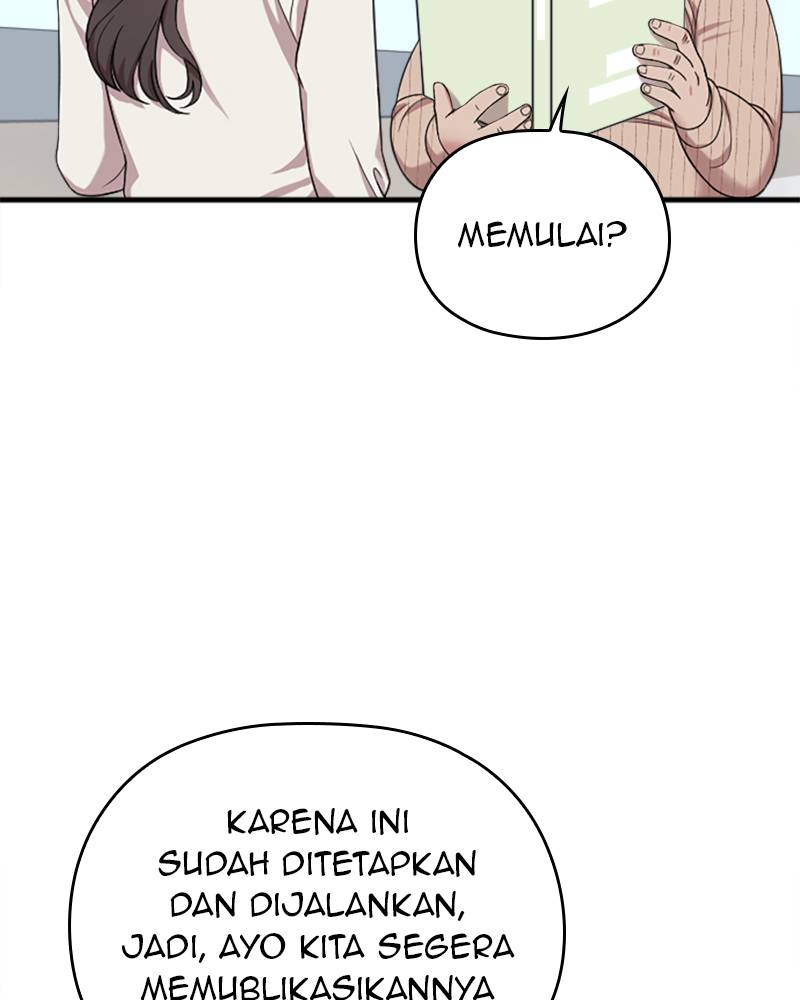 MEMULAI?
KARENA INI
SUDAH DITETAPKAN
DAN DIJALANKAN,
JADI, AYO KITA SEGERA
MEMUBLIKASIKANNYA